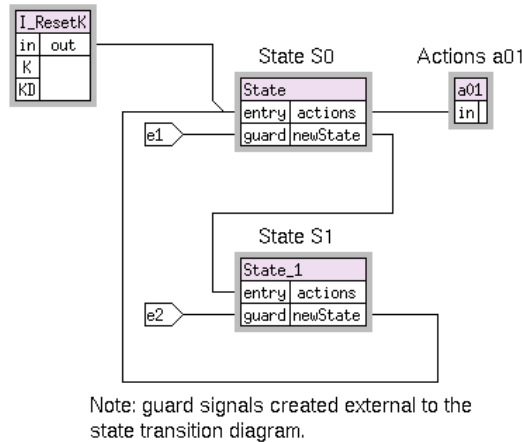 I_ResetK
in out
K
KD
State S0
Actions a01
State
entry actions
guard newState
a01
in
e1
State S1
State_1
entry actions
guard newState
e2
Note: guard signals created external to the
state transition diagram.